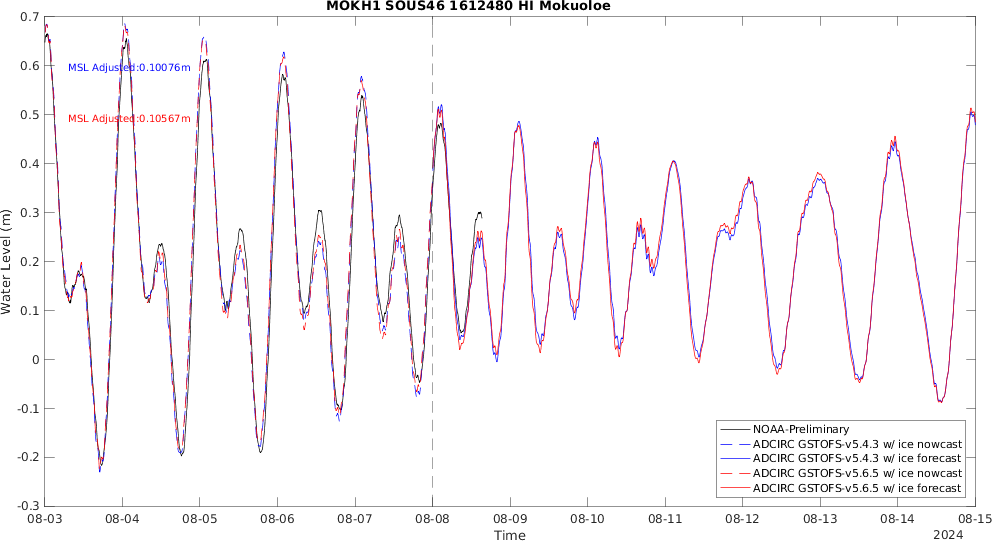 MOKH1 SOUS46 1612480 HI Mokuoloe
MSL Adjusted:0.10076m
MSL Adjusted:0.10567m
Water Level (m)
0.7
0.6
0.5
0.4
0.3
0.2
0.1
0
-0.1
-0.2
-0.3
NOAA-Preliminary
ADCIRC GSTOFS-v5.4.3 w/ ice nowcast
ADCIRC GSTOFS-v5.4.3 w/ ice forecast
ADCIRC GSTOFS-v5.6.5 w/ ice nowcast
ADCIRC GSTOFS-v5.6.5 w/ ice forecast
08-03 08-04 08-05 08-06 08-07 08-08 08-09 08-10 08-11 08-12 08-13 08-14 08-15
Time
2024